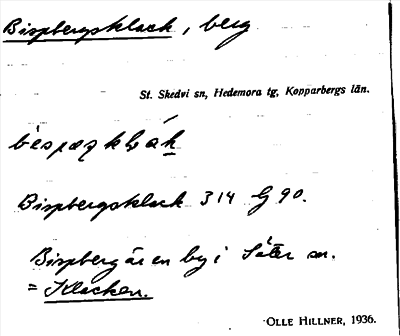 Bispbergsklack, berg
St. Skedvi sn, Hedemora tg, Kopparbergs län.
Bispbergsklack 314 G 90.
Bispberg är en by i Säter sn.
= Klacken.
OLLE HILLNER, 1936.